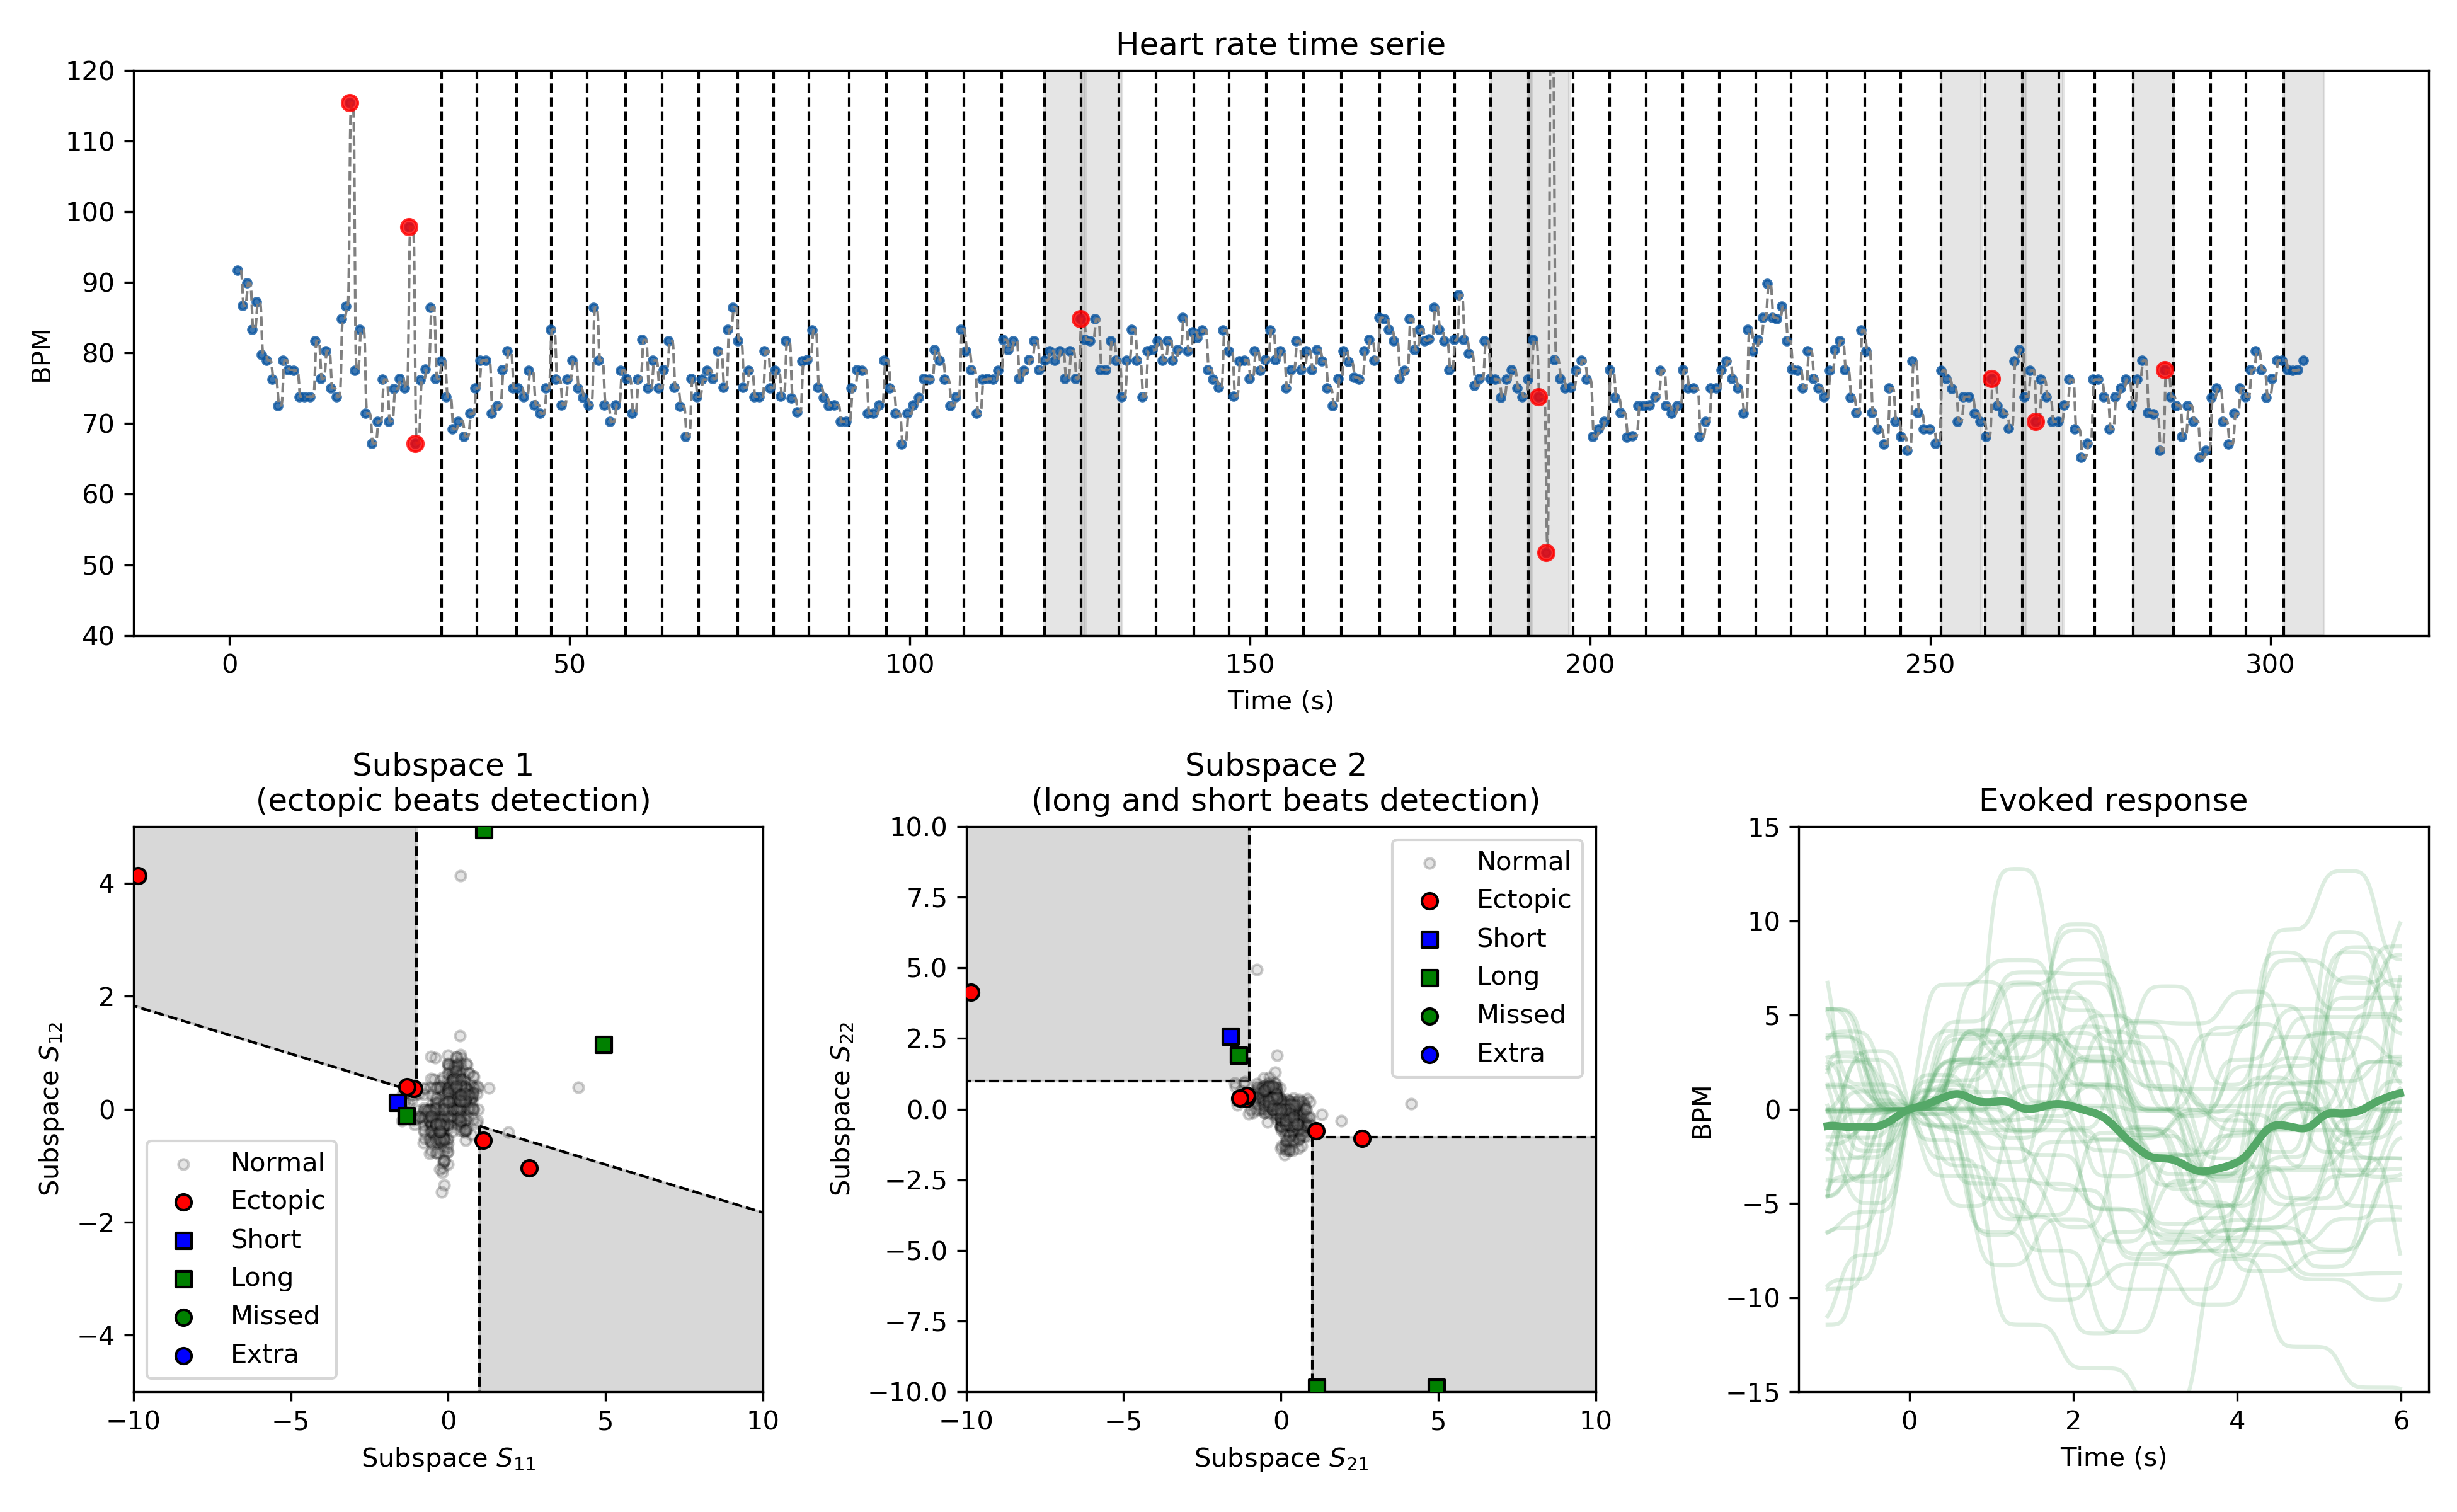 Heart rate time serie
120
110
100
90
80
70
60
50
40
BPM
0 50 100 150 200 250 300
Time (s)
Subspace 1
(ectopic beats detection)
4
2
0
−2
−4
Subspace S12
Normal
Ectopic
Short
Long
Missed
Extra
−10 −5 0 5 10
Subspace S11
Subspace 2
(long and short beats detection)
10.0
7.5
5.0
2.5
0.0
−2.5
−5.0
−7.5
−10.0
Subspace S22
Normal
Ectopic
Short
Long
Missed
Extra
−10 −5 0 5 10
Subspace S21
Evoked response
15
10
5
0
−5
−10
−15
BPM
0 2 4 6
Time (s)